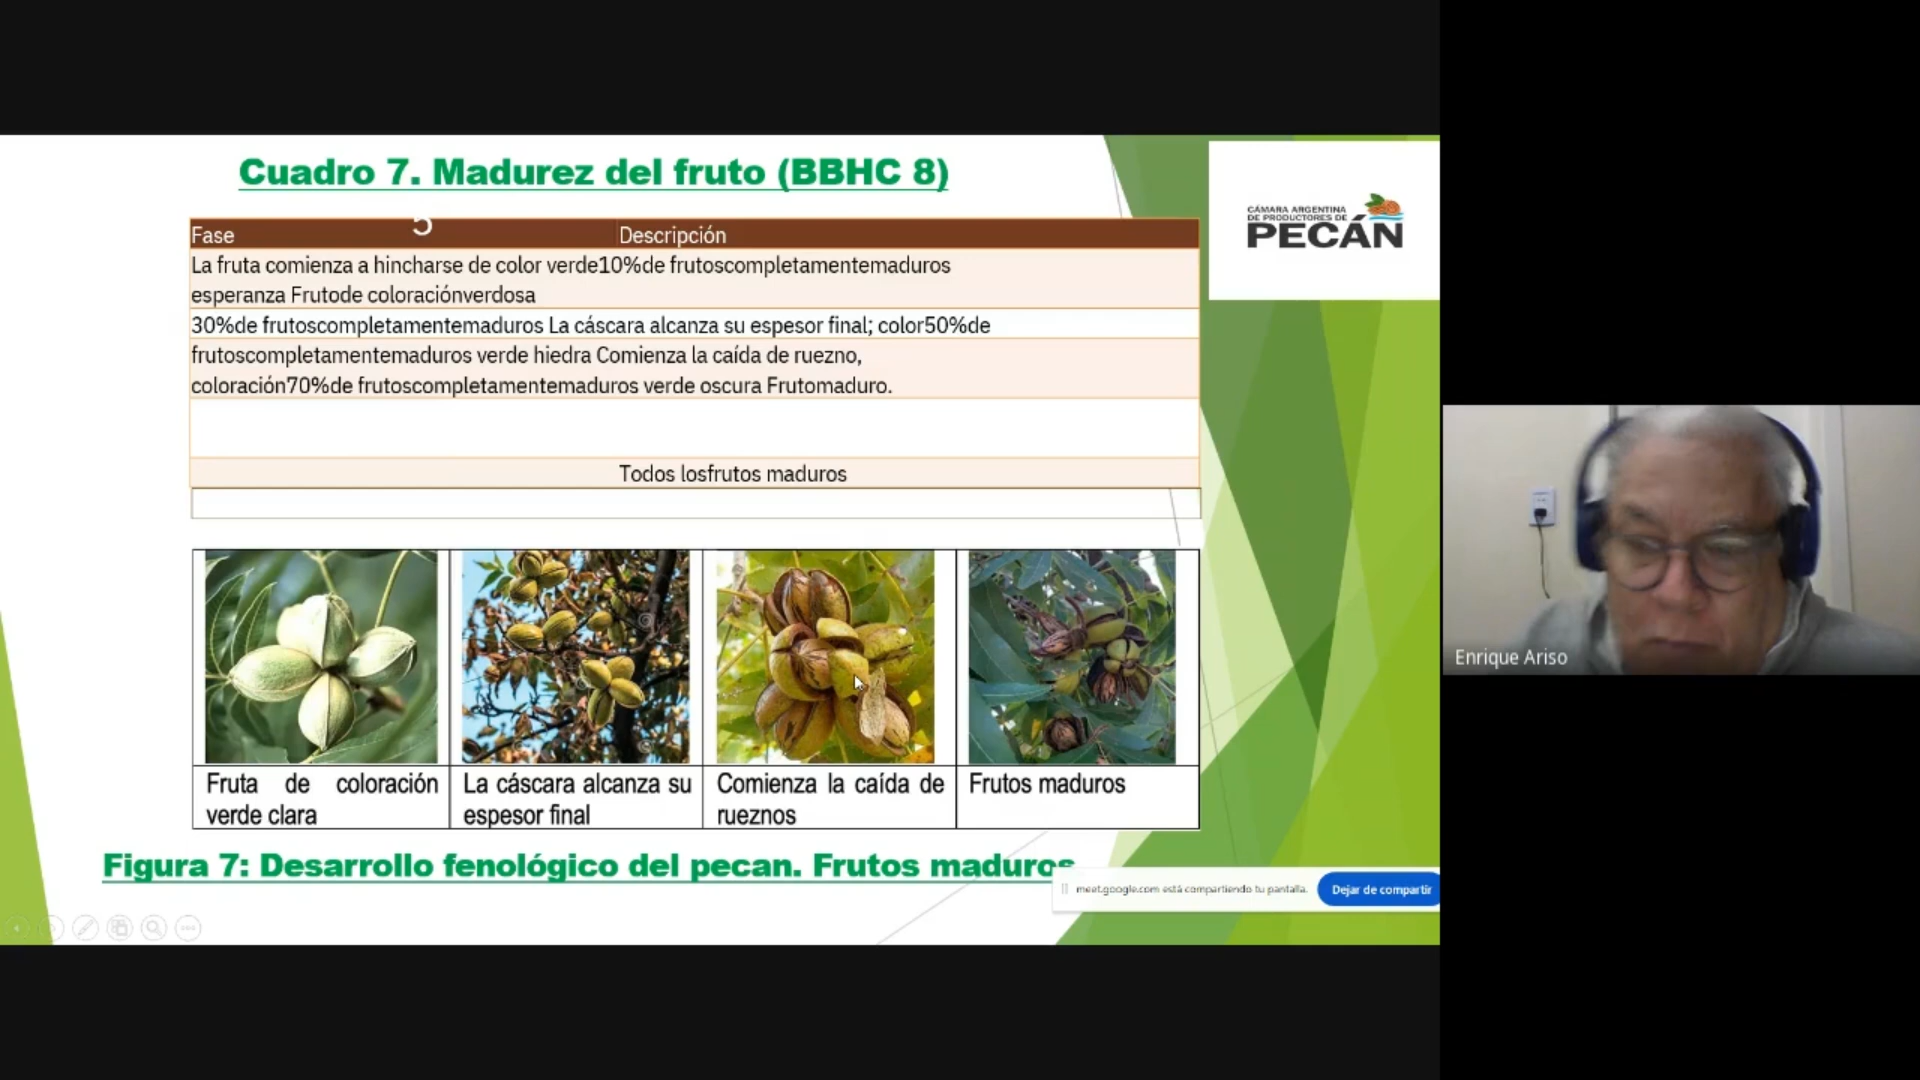 Cuadro 7. Madurez del fruto (BBHC 8)
CÁMARA ARGENTINA
DE PRODUCTORES DE
PECÁN
5
Fase Descripción
La fruta comienza a hincharse de color verde10%de frutoscompletamentemaduros
esperanza Frutode coloraciónverdosa
30%de frutoscompletamentemaduros La cáscara alcanza su espesor final; color50%de
frutoscompletamentemaduros verde hiedra Comienza la caída de ruezno,
coloración70%de frutoscompletamentemaduros verde oscura Frutomaduro.
Todos losfrutos maduros
Fruta de coloración
verde clara
La cáscara alcanza su
espesor final
Comienza la caída de
rueznos
Frutos maduros
Figura 7: Desarrollo fenológico del pecan. Frutos maduros
meet.google.com está compartiendo tu pantalla.
Dejar de compartir
Enrique Ariso